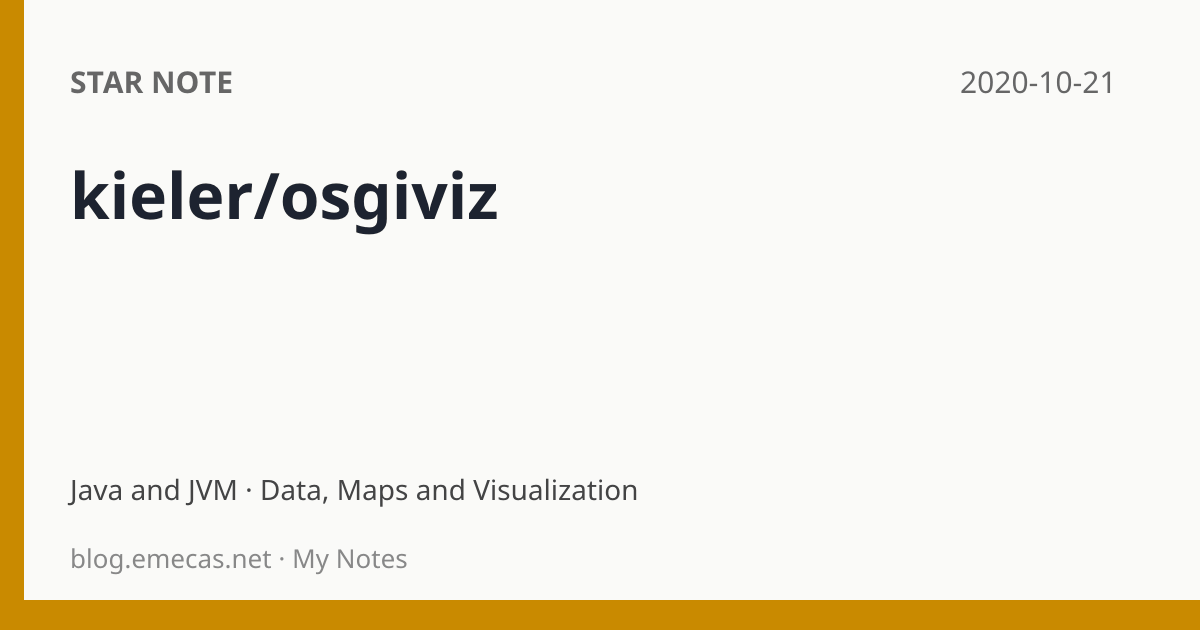 STAR NOTE
2020-10-21
kieler/osgiviz
Java and JVM · Data, Maps and Visualization
blog.emecas.net · My Notes